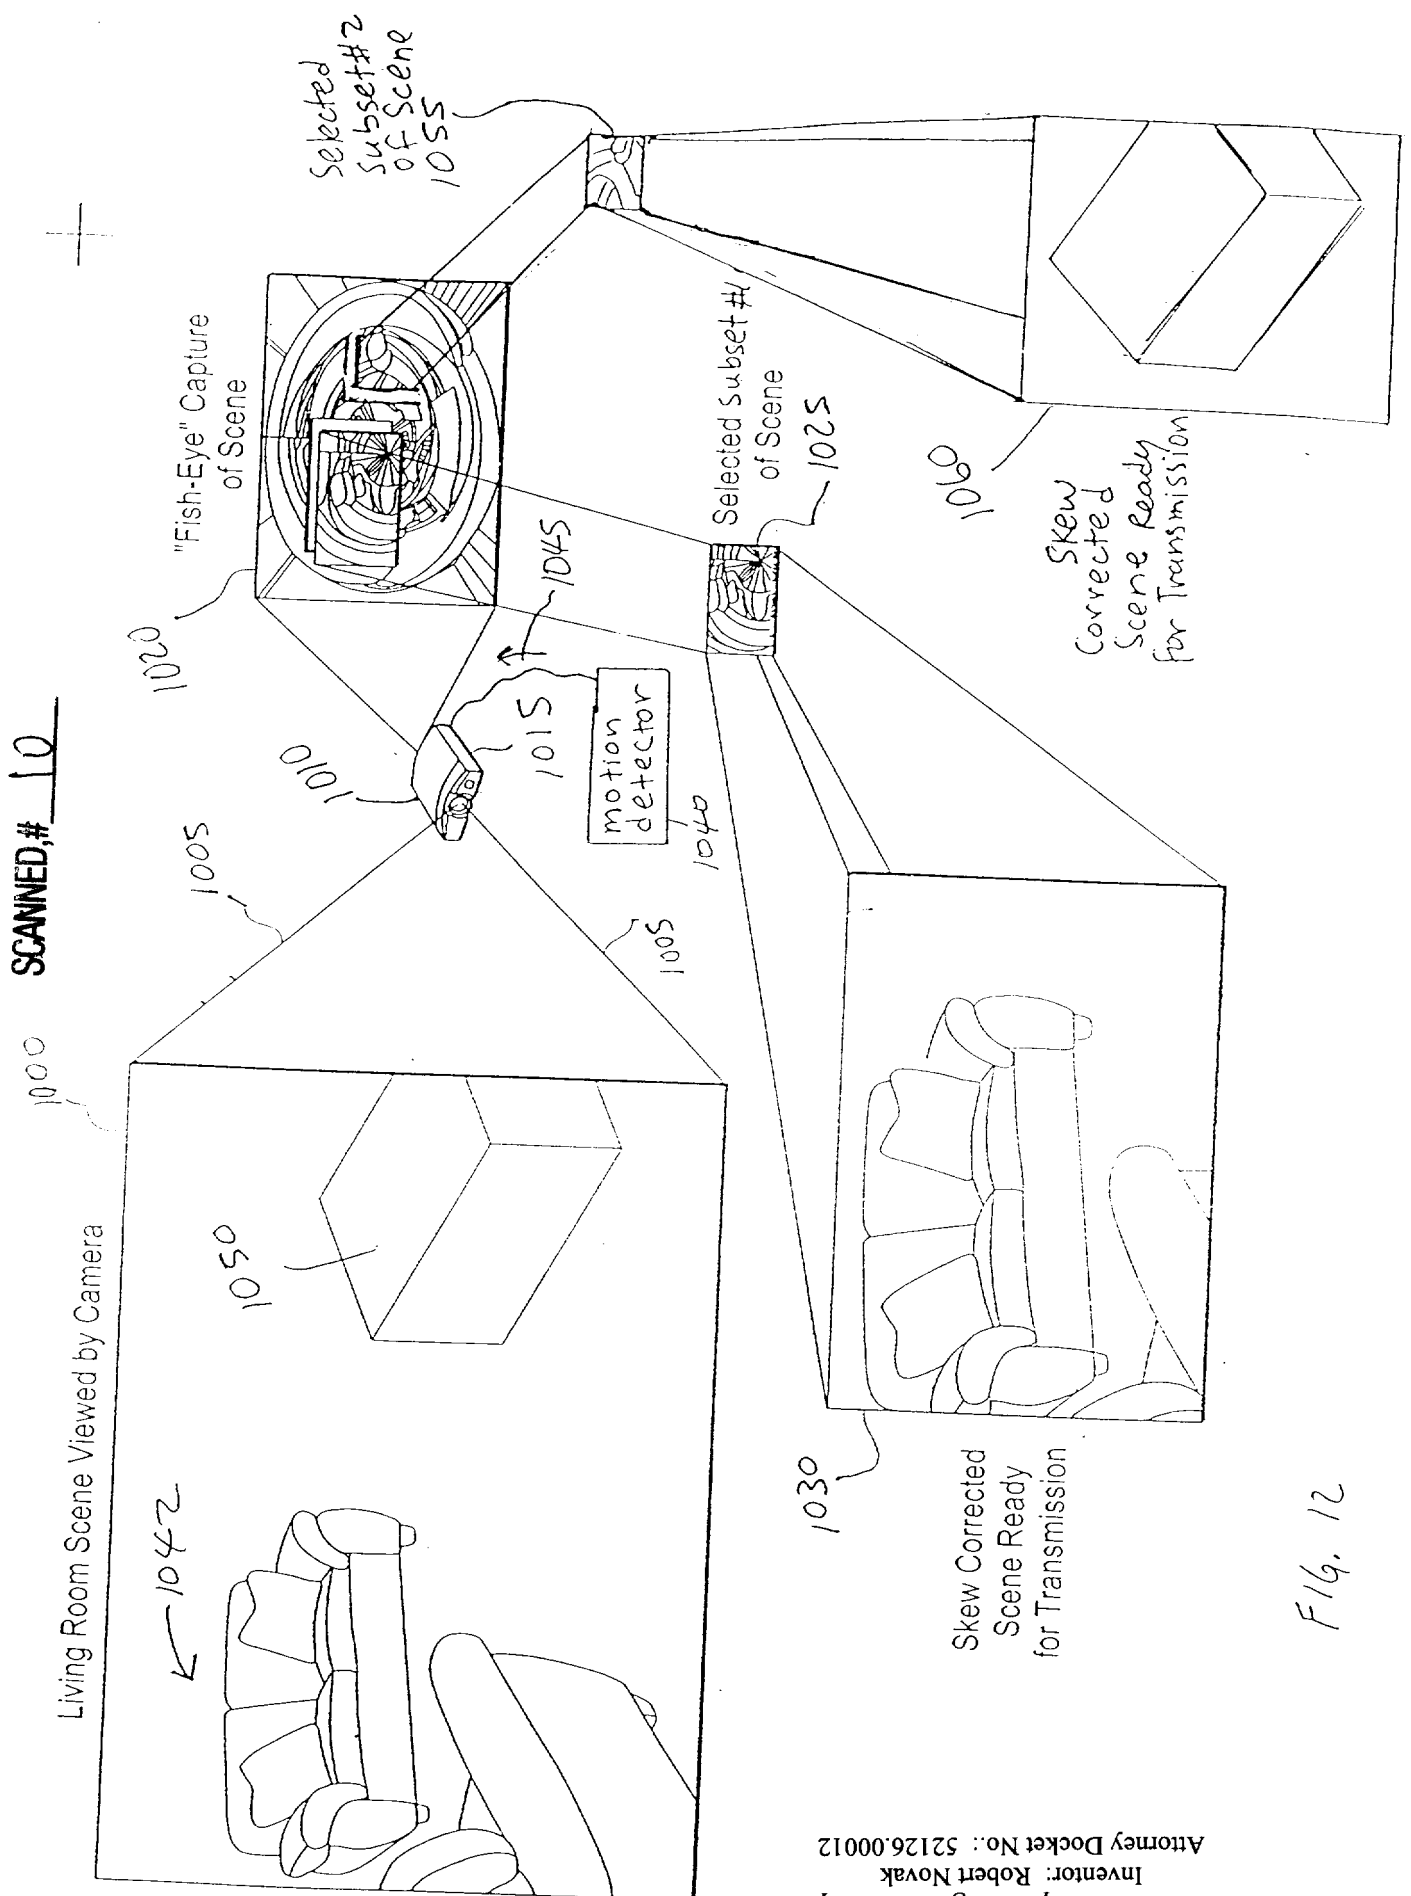 SCANNED,# 10
1000
Living Room Scene Viewed by Camera
1042
1050
1005
1005
1010
1015
motion
detector
1040
1045
1020
"Fish-Eye" Capture
of Scene
Selected
Subset #2
of Scene
1055
Selected Subset #1
of Scene
1025
1030
Skew Corrected
Scene Ready
for Transmission
1060
Skew
Corrected
Scene Ready
for Transmission
FIG. 12
Inventor: Robert Novak
Attorney Docket No.: 52126.00012